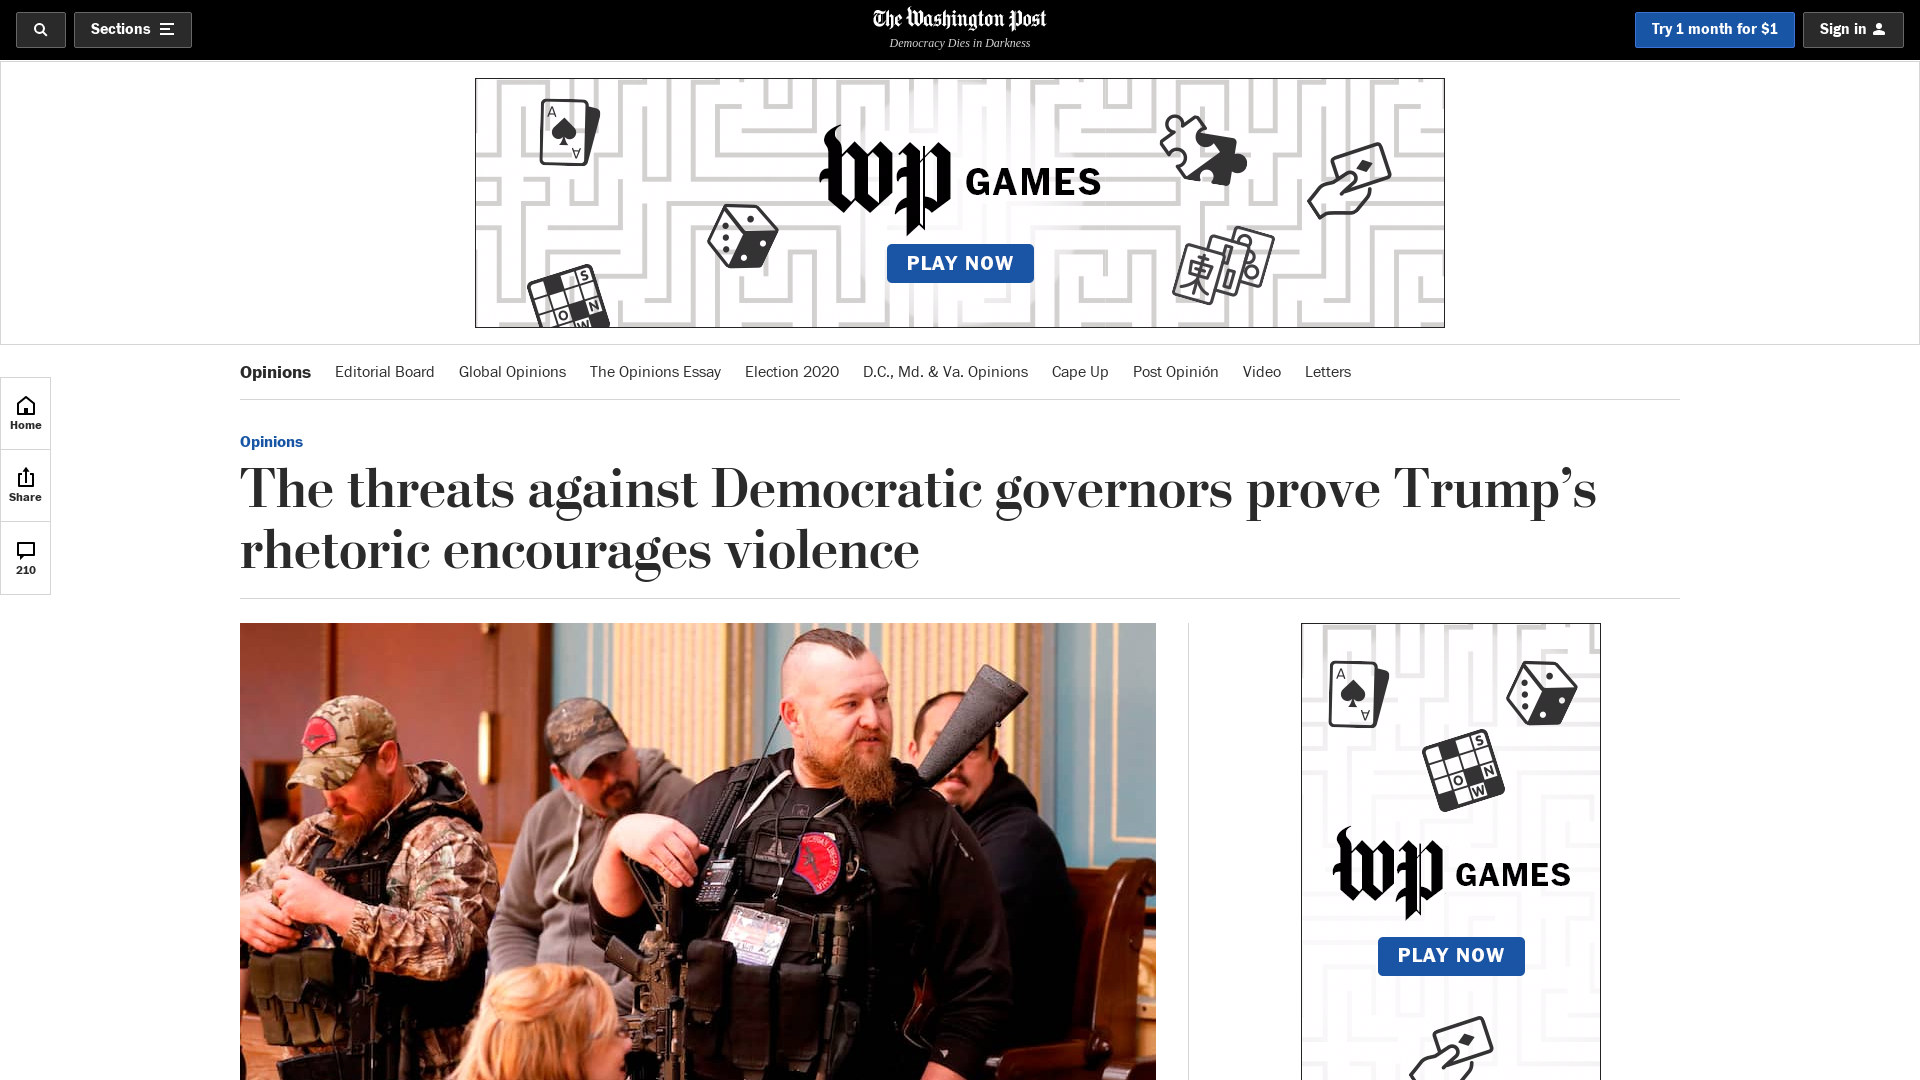 Sections
The Washington Post
Democracy Dies in Darkness
Try 1 month for $1
Sign in
A
A
S
O N
W
GAMES
PLAY NOW
東
Opinions Editorial Board Global Opinions The Opinions Essay Election 2020 D.C., Md. & Va. Opinions Cape Up Post Opinión Video Letters
Home
Share
210
Opinions
The threats against Democratic governors prove Trump’s
rhetoric encourages violence
A
A
S
O N
W
wp GAMES
PLAY NOW